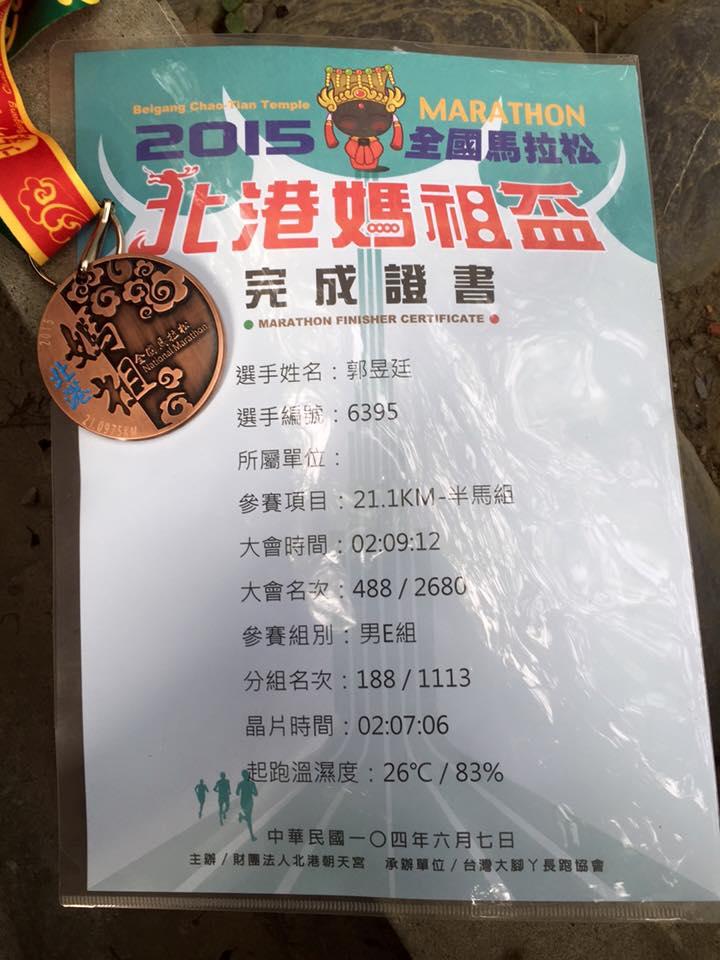 Beigang Chao Tian Temple
MARATHON
2015
全國馬拉松
北港媽祖盃
完成證書
MARATHON FINISHER CERTIFICATE
選手姓名：郭昱廷
選手編號：6395
所屬單位：
參賽項目：21.1KM-半馬組
大會時間：02:09:12
大會名次：488 / 2680
參賽組別：男E組
分組名次：188 / 1113
晶片時間：02:07:06
起跑溫濕度：26℃ / 83%
中華民國一〇四年六月七日
主辦 / 財團法人北港朝天宮 承辦單位 / 台灣大腳丫長跑協會
2015
北港
媽祖
全國馬拉松
National Marathon
21.0975KM